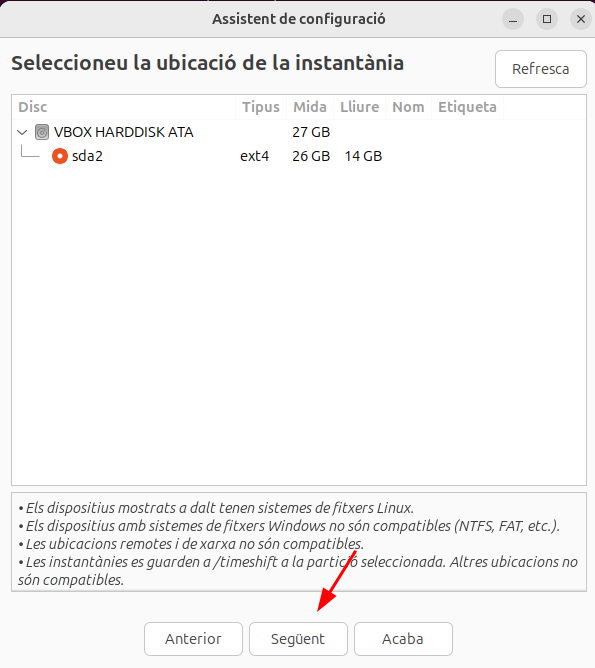 Assistent de configuració
Seleccioneu la ubicació de la instantània
Refresca
Disc Tipus Mida Lliure Nom Etiqueta
VBOX HARDDISK ATA 27 GB
sda2 ext4 26 GB 14 GB
• Els dispositius mostrats a dalt tenen sistemes de fitxers Linux.
• Els dispositius amb sistemes de fitxers Windows no són compatibles (NTFS, FAT, etc.).
• Les ubicacions remotes i de xarxa no són compatibles.
• Les instantànies es guarden a /timeshift a la partició seleccionada. Altres ubicacions no
són compatibles.
Anterior Següent Acaba